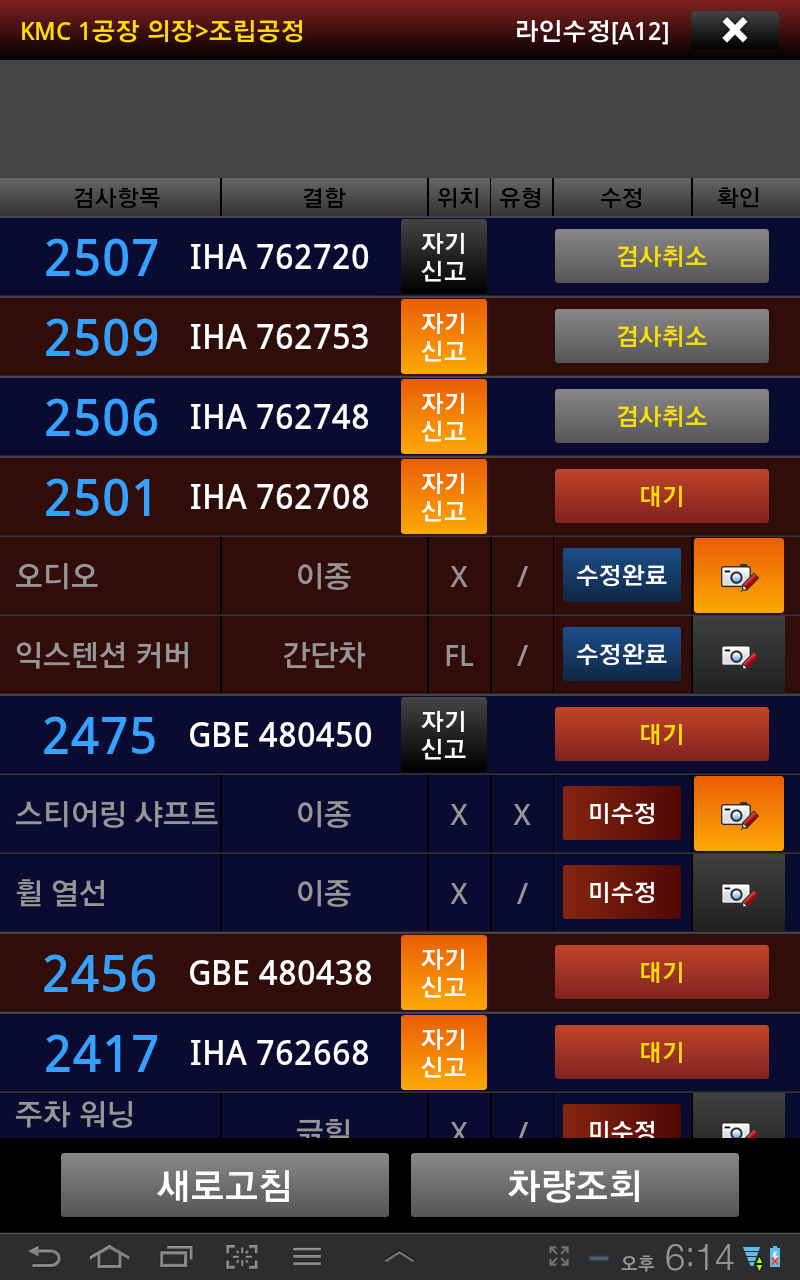 KMC 1공장 의장>조립공정 라인수정[A12]
검사항목 결함 위치 유형 수정 확인
2507 IHA 762720 자기 신고 검사취소
2509 IHA 762753 자기 신고 검사취소
2506 IHA 762748 자기 신고 검사취소
2501 IHA 762708 자기 신고 대기
오디오 이종 X / 수정완료
익스텐션 커버 간단차 FL / 수정완료
2475 GBE 480450 자기 신고 대기
스티어링 샤프트 이종 X X 미수정
휠 열선 이종 X / 미수정
2456 GBE 480438 자기 신고 대기
2417 IHA 762668 자기 신고 대기
주차 워닝 긁힘 X / 미수정
새로고침 차량조회
오후 6:14